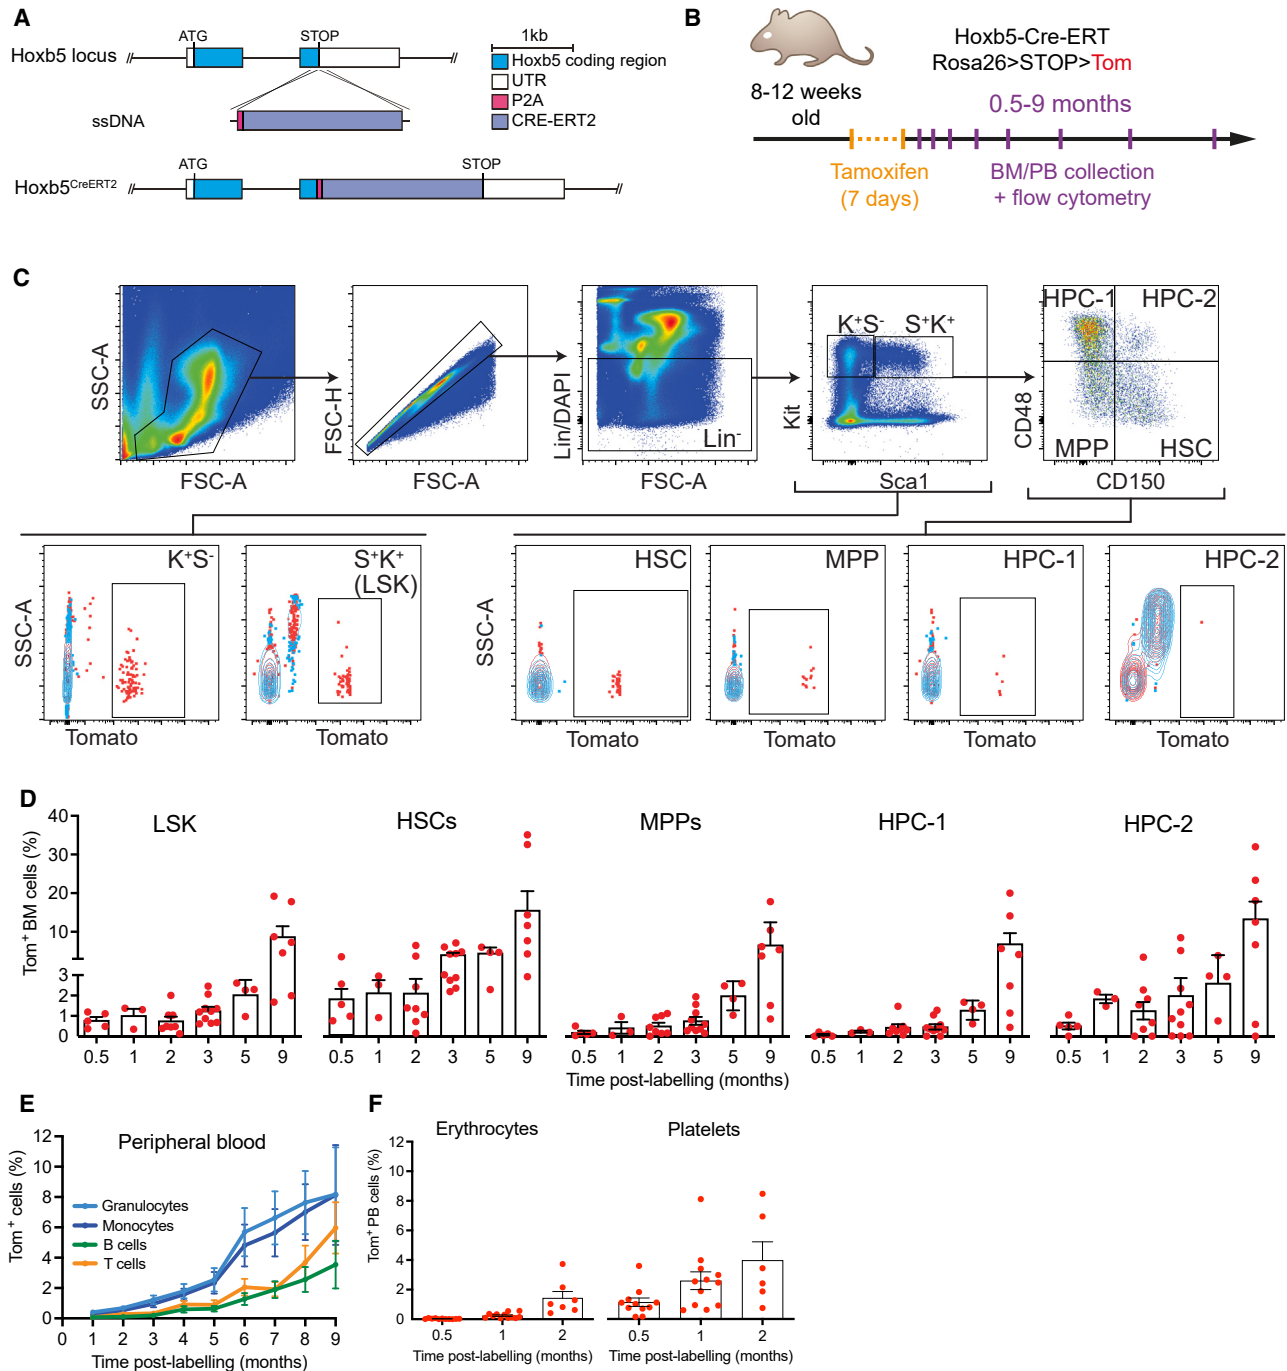 A
ATG
STOP
Hoxb5 locus
//
//
1kb
Hoxb5 coding region
UTR
P2A
CRE-ERT2
ssDNA
ATG
STOP
Hoxb5CreERT2
//
//
B
Hoxb5-Cre-ERT
Rosa26>STOP>Tom
8-12 weeks
old
0.5-9 months
Tamoxifen
(7 days)
BM/PB collection
+ flow cytometry
C
SSC-A
FSC-A
FSC-H
FSC-A
Lin/DAPI
Lin-
FSC-A
K+S-
S+K+
Kit
Sca1
HPC-1
HPC-2
CD48
MPP
HSC
CD150
K+S-
SSC-A
Tomato
S+K+
(LSK)
Tomato
HSC
SSC-A
Tomato
MPP
Tomato
HPC-1
Tomato
HPC-2
Tomato
D
Tom+ BM cells (%)
40
30
20
10
3
2
1
0
LSK
HSCs
MPPs
HPC-1
HPC-2
0.5 1 2 3 5 9
0.5 1 2 3 5 9
0.5 1 2 3 5 9
0.5 1 2 3 5 9
0.5 1 2 3 5 9
Time post-labelling (months)
E
Peripheral blood
Tom+ cells (%)
12
10
8
6
4
2
0
Granulocytes
Monocytes
B cells
T cells
0 1 2 3 4 5 6 7 8 9
Time post-labelling (months)
F
Erythrocytes
Platelets
Tom+ PB cells (%)
12
10
8
6
4
2
0
0.5 1 2
0.5 1 2
Time post-labelling (months)
Time post-labelling (months)